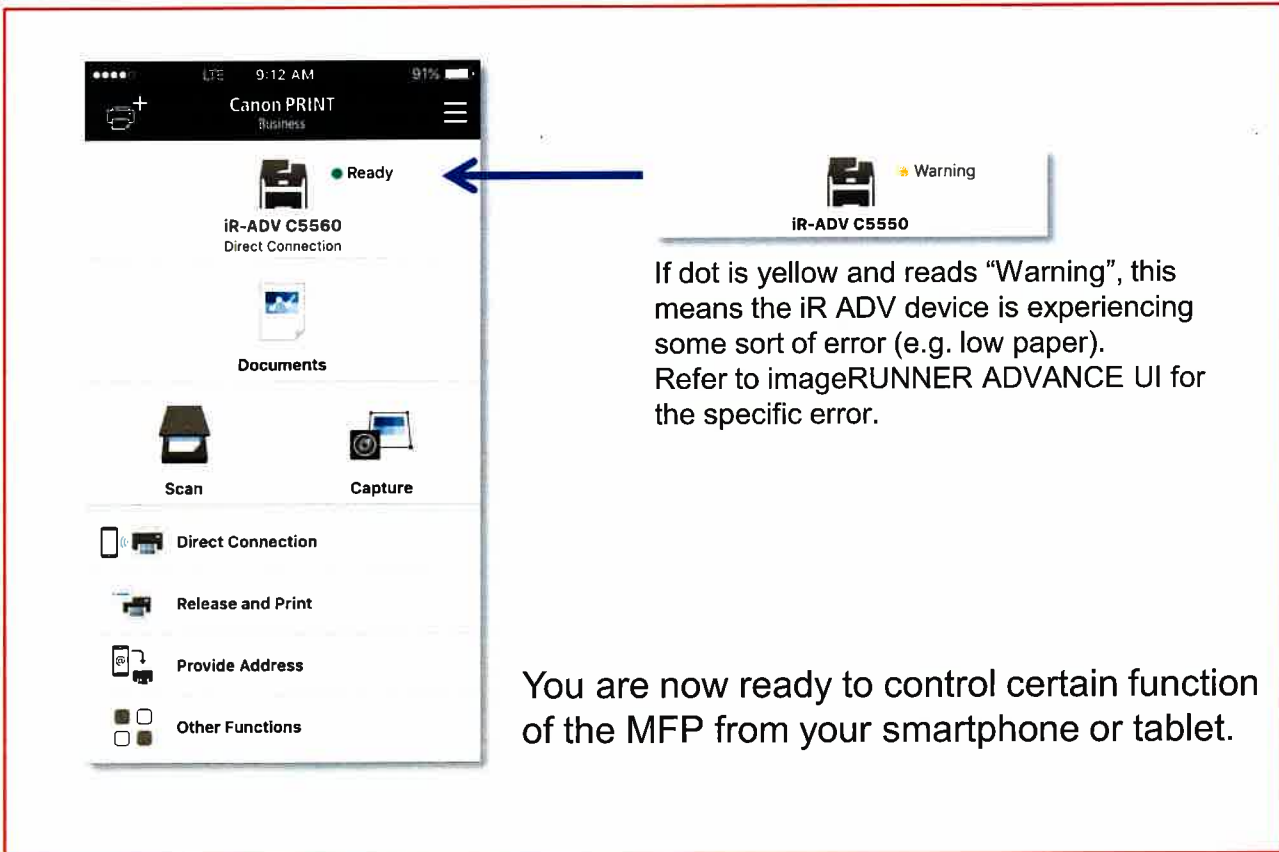 LTE 9:12 AM 91%
Canon PRINT
Business
Ready
iR-ADV C5560
Direct Connection
Documents
Scan Capture
Direct Connection
Release and Print
@
Provide Address
Other Functions
Warning
iR-ADV C5550
If dot is yellow and reads “Warning”, this
means the iR ADV device is experiencing
some sort of error (e.g. low paper).
Refer to imageRUNNER ADVANCE UI for
the specific error.
You are now ready to control certain function
of the MFP from your smartphone or tablet.